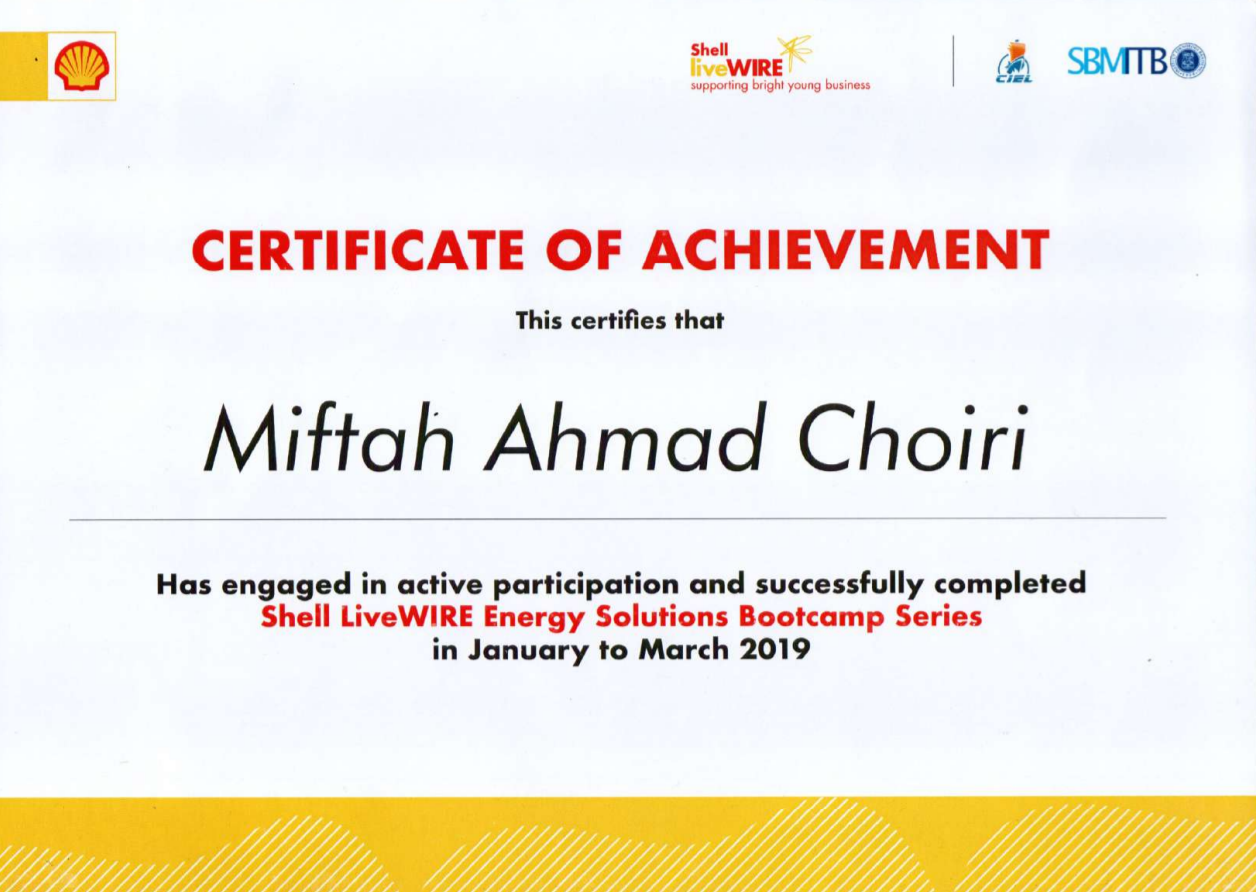 Shell
liveWIRE
supporting bright young business
CIEL
SBMITB
CERTIFICATE OF ACHIEVEMENT
This certifies that
Miftah Ahmad Choiri
Has engaged in active participation and successfully completed
Shell LiveWIRE Energy Solutions Bootcamp Series
in January to March 2019